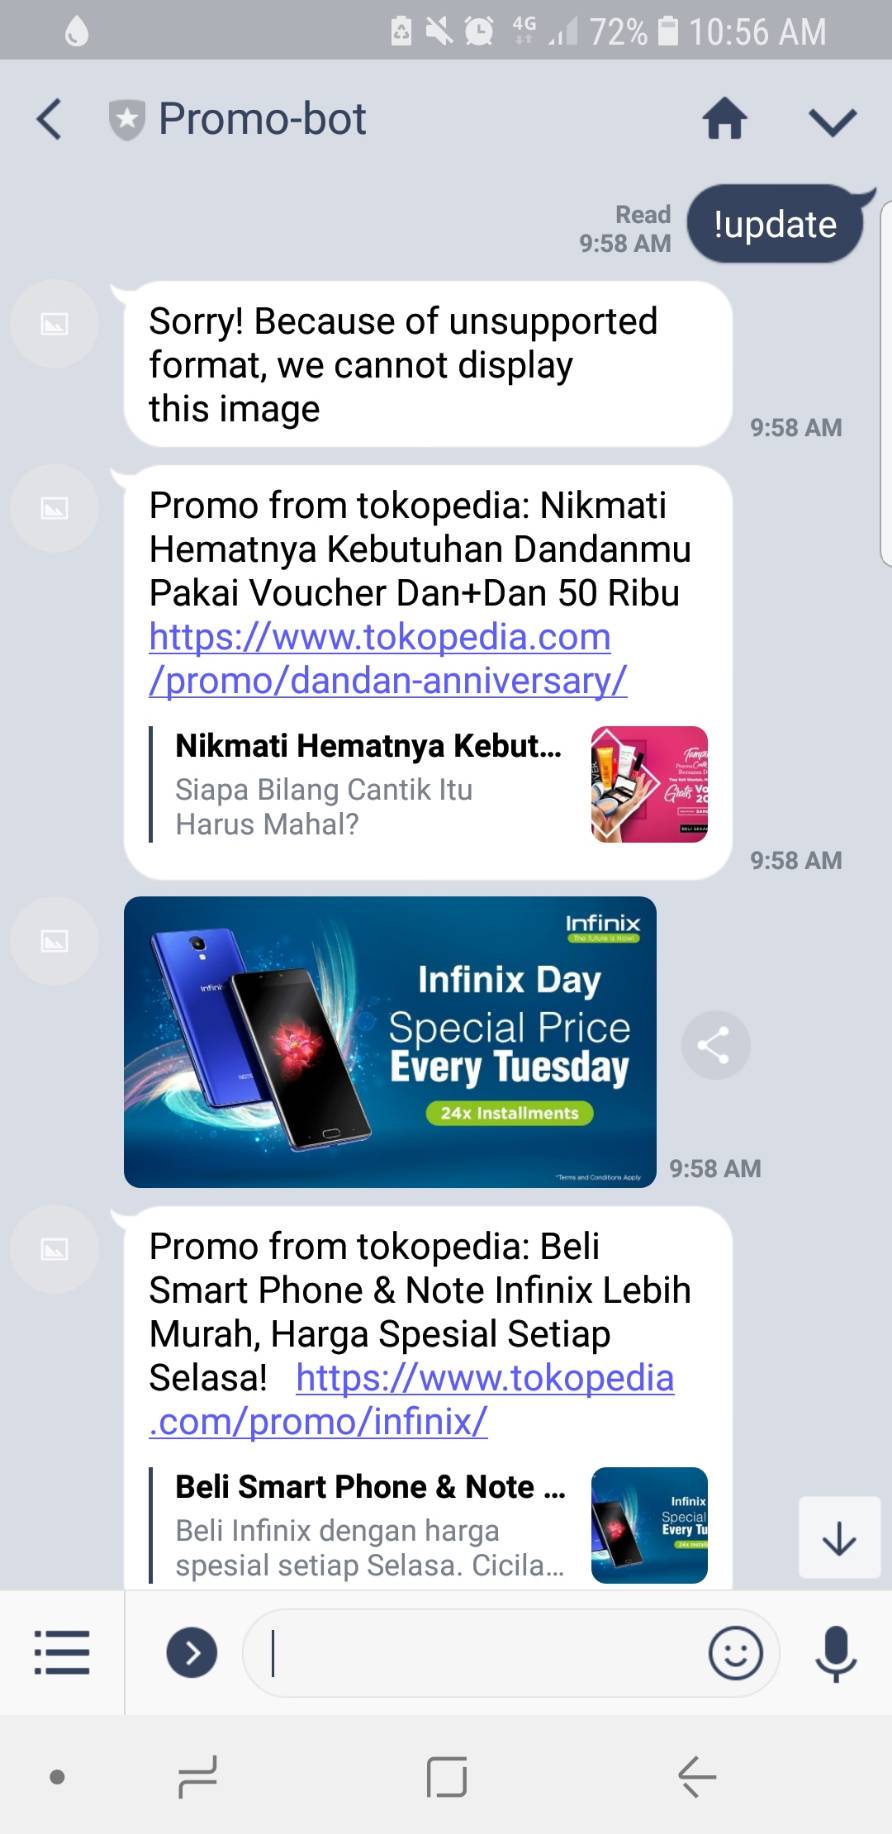 4G 72% 10:56 AM
Promo-bot
Read
9:58 AM
!update
Sorry! Because of unsupported
format, we cannot display
this image
9:58 AM
Promo from tokopedia: Nikmati
Hematnya Kebutuhan Dandanmu
Pakai Voucher Dan+Dan 50 Ribu
https://www.tokopedia.com
/promo/dandan-anniversary/
Nikmati Hematnya Kebut...
Siapa Bilang Cantik Itu
Harus Mahal?
Gratis
9:58 AM
Infinix
The future is Now!
Infinix Day
Special Price
Every Tuesday
24x Installments
*Terms and Conditions Apply
9:58 AM
Promo from tokopedia: Beli
Smart Phone & Note Infinix Lebih
Murah, Harga Spesial Setiap
Selasa! https://www.tokopedia
.com/promo/infinix/
Beli Smart Phone & Note ...
Beli Infinix dengan harga
spesial setiap Selasa. Cicila...
Infinix
Special
Every Tu